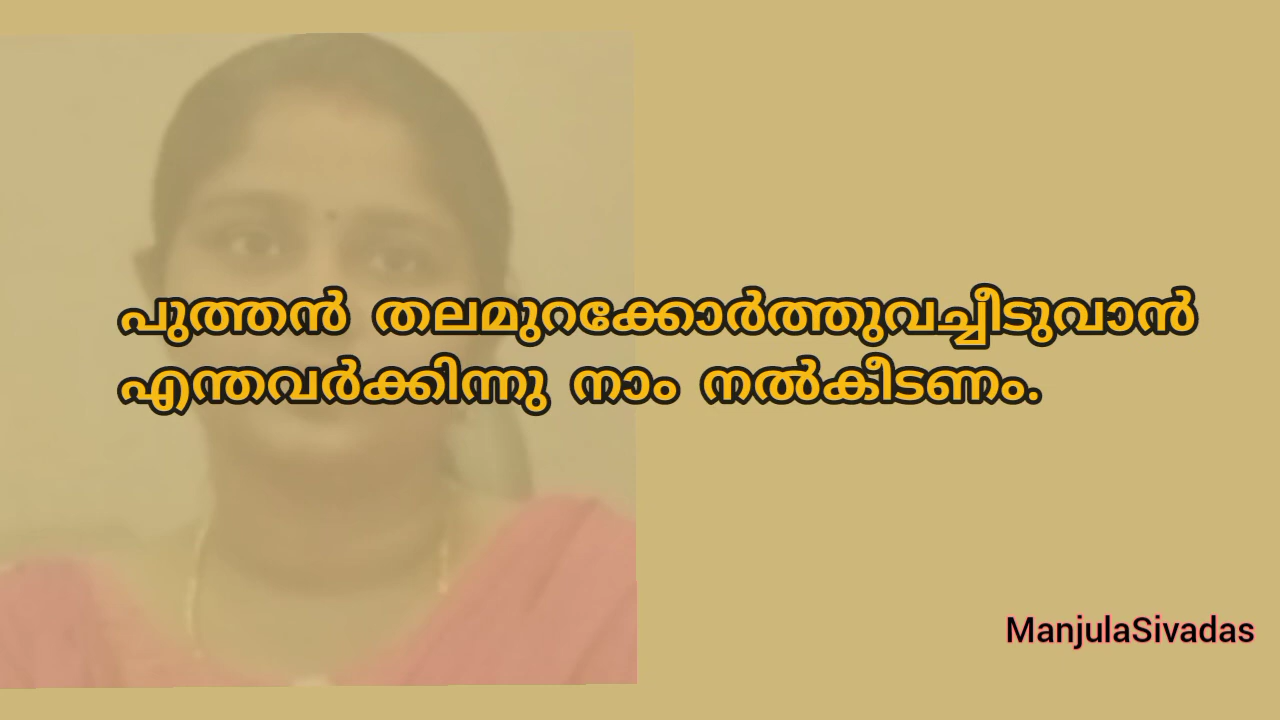 പുത്തൻ തലമുറക്കോർത്തുവച്ചീടുവാൻ
എന്തവർക്കിന്നു നാം നൽകീടണം.
ManjulaSivadas